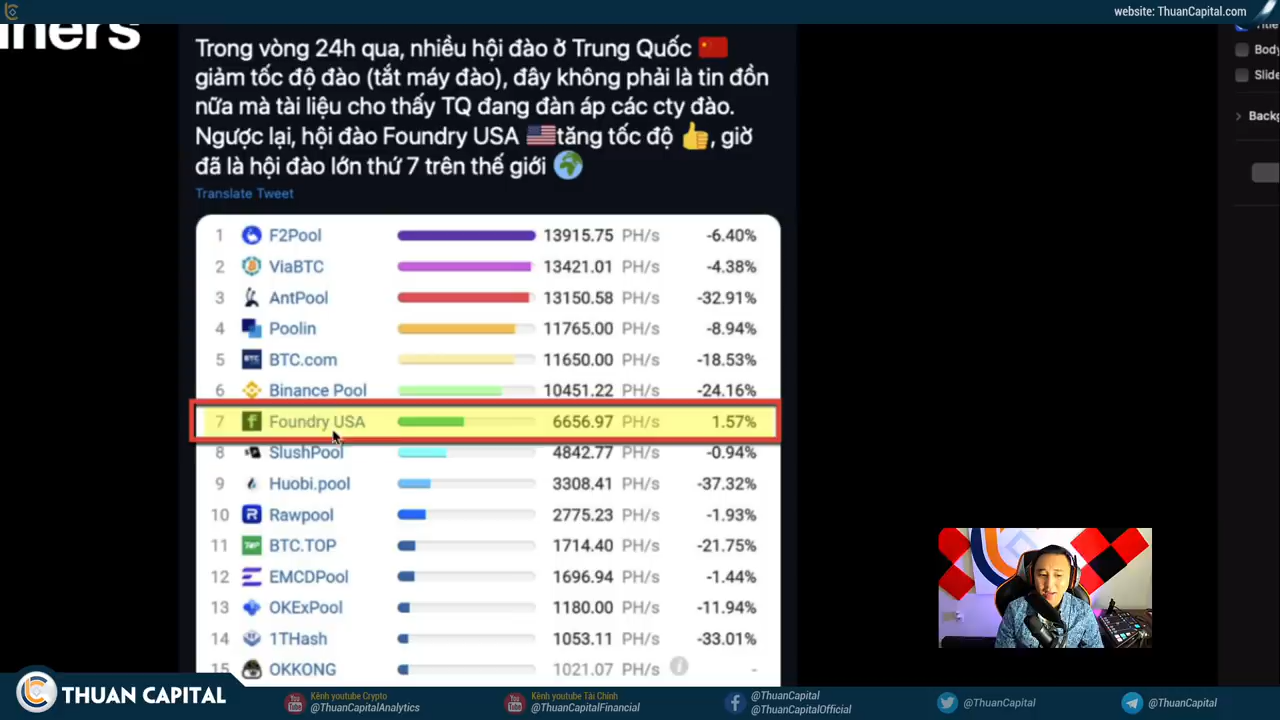 website: ThuanCapital.com
Trong vòng 24h qua, nhiều hội đào ở Trung Quốc
giảm tốc độ đào (tắt máy đào), đây không phải là tin đồn
nữa mà tài liệu cho thấy TQ đang đàn áp các cty đào.
Ngược lại, hội đào Foundry USA tăng tốc độ , giờ
đã là hội đào lớn thứ 7 trên thế giới
Translate Tweet
1 F2Pool 13915.75 PH/s -6.40%
2 ViaBTC 13421.01 PH/s -4.38%
3 AntPool 13150.58 PH/s -32.91%
4 Poolin 11765.00 PH/s -8.94%
5 BTC.com 11650.00 PH/s -18.53%
6 Binance Pool 10451.22 PH/s -24.16%
7 Foundry USA 6656.97 PH/s 1.57%
8 SlushPool 4842.77 PH/s -0.94%
9 Huobi.pool 3308.41 PH/s -37.32%
10 Rawpool 2775.23 PH/s -1.93%
11 BTC.TOP 1714.40 PH/s -21.75%
12 EMCDPool 1696.94 PH/s -1.44%
13 OKExPool 1180.00 PH/s -11.94%
14 1THash 1053.11 PH/s -33.01%
15 OKKONG 1021.07 PH/s -
THUAN CAPITAL
Kênh youtube Crypto
@ThuanCapitalAnalytics
Kênh youtube Tài Chính
@ThuanCapitalFinancial
@ThuanCapital
@ThuanCapitalOfficial
@ThuanCapital
@ThuanCapital